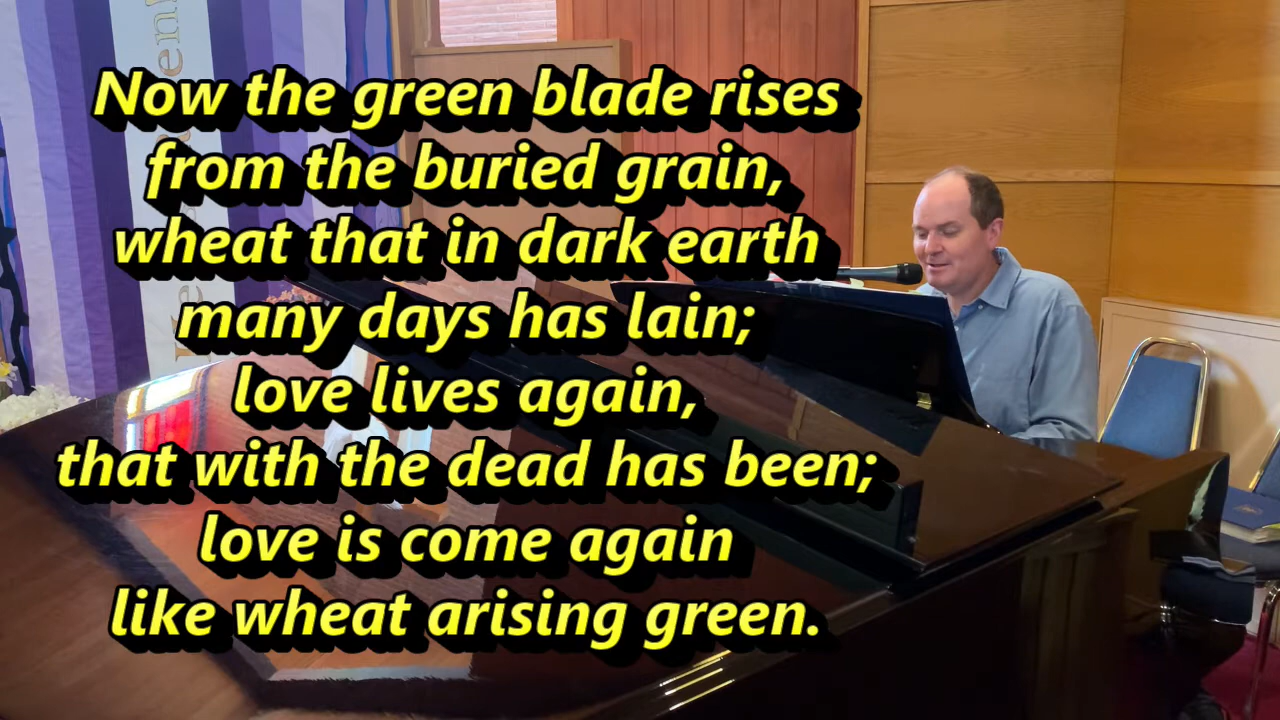 Now the green blade rises
from the buried grain,
wheat that in dark earth
many days has lain;
love lives again,
that with the dead has been;
love is come again
like wheat arising green.